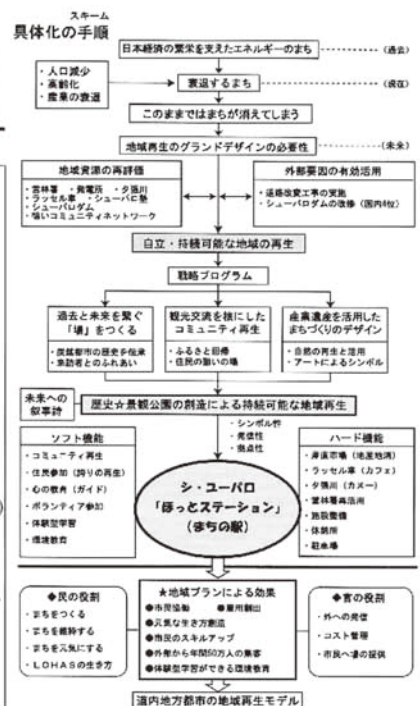 スキーム
具体化の手順
日本経済の繁栄を支えたエネルギーのまち
(過去)
・人口減少
・高齢化
・産業の衰退
衰退するまち
(現在)
このままではまちが消えてしまう
地域再生のグランドデザインの必要性
(未来)
地域資源の再評価
・営林署 ・発電所 ・夕張川
・ラッセル車 ・シューパロ塾
・シューパロダム
・強いコミュニティネットワーク
外部要因の有効活用
・道路改変工事の実施
・シューパロダムの改修(国内4位)
自立・持続可能な地域の再生
戦略プログラム
過去と未来を繋ぐ
「場」をつくる
・炭鉱都市の歴史を伝承
・来訪者とのふれあい
観光交流を核にした
コミュニティ再生
・ふるさと回帰
・住民の憩いの場
産業遺産を活用した
まちづくりのデザイン
・自然の再生と活用
・アートによるシンボル
未来への
叙事詩
歴史☆景観公園の創造による持続可能な地域再生
・シンボル性
・発信性
・拠点性
ソフト機能
・コミュニティ再生
・住民参加(誇りの再生)
・心の教育(ガイド)
・ボランティア参加
・体験型学習
・環境教育
シ・ユーパロ
「ほっとステーション」
(まちの駅)
ハード機能
・産直市場(地産地消)
・ラッセル車(カフェ)
・夕張川(カヌー)
・営林署再活用
・施設整備
・休憩所
・駐車場
◆民の役割
・まちをつくる
・まちを維持する
・まちを元気にする
・LOHASの生き方
★地域プランによる効果
●市民協働 ●雇用創出
●元気な生き方創造
●市民のスキルアップ
●外部から年間50万人の集客
●体験型学習ができる環境教育
◆官の役割
・外への発信
・コスト管理
・市民へ場の提供
道内地方都市の地域再生モデル